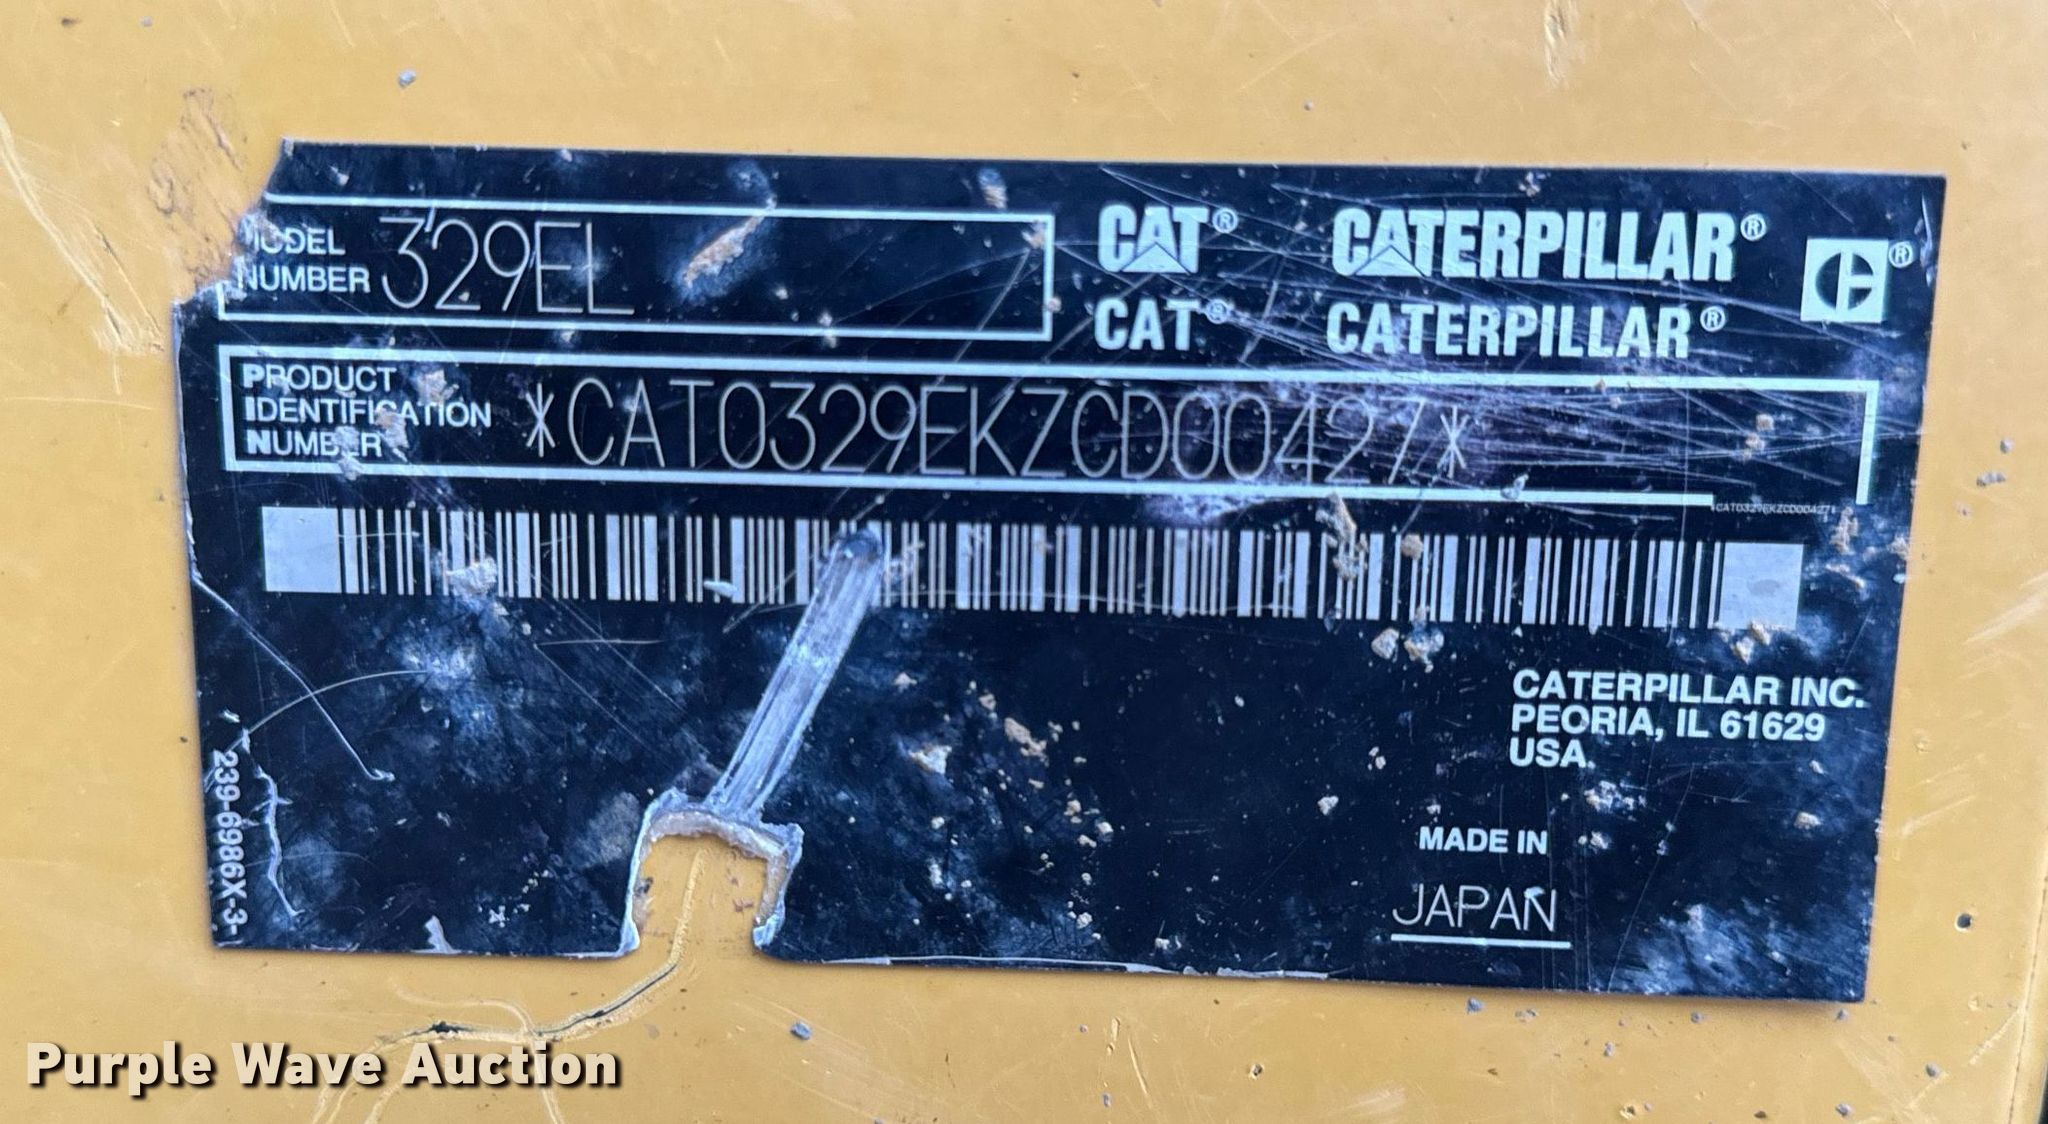 MODEL
NUMBER 329EL
CAT® CATERPILLAR®
CAT® CATERPILLAR®
PRODUCT
IDENTIFICATION
NUMBER *CAT0329EKZCD00427*
*CAT0329EKZCD00427*
CATERPILLAR INC.
PEORIA, IL 61629
USA.
MADE IN
JAPAN
239-6986X-3-
Purple Wave Auction